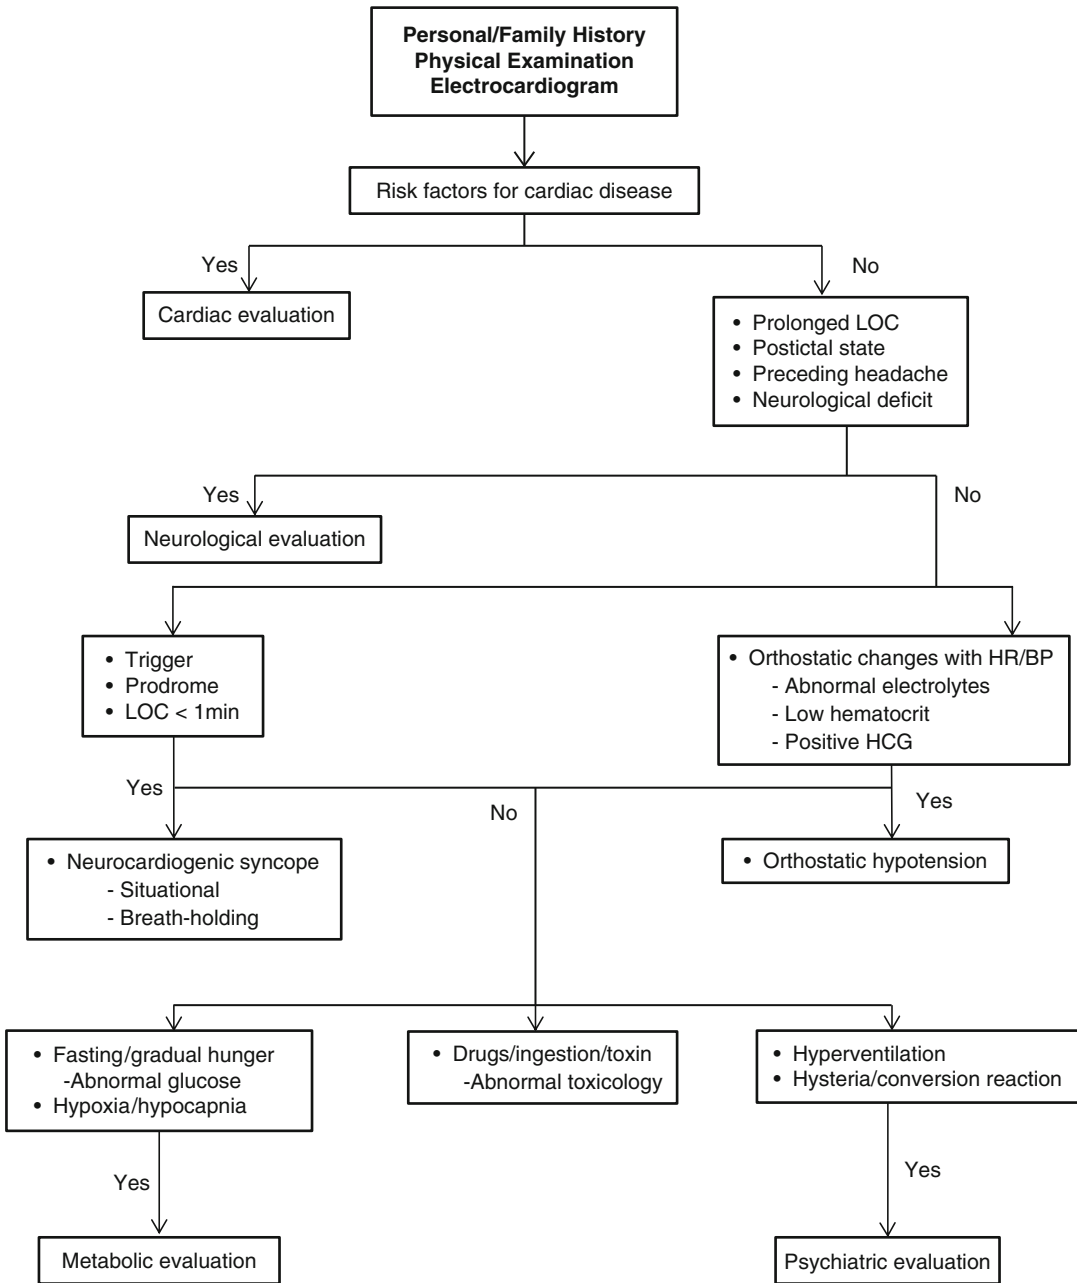 Personal/Family History
Physical Examination
Electrocardiogram
Risk factors for cardiac disease
Yes
No
Cardiac evaluation
• Prolonged LOC
• Postictal state
• Preceding headache
• Neurological deficit
Yes
No
Neurological evaluation
• Trigger
• Prodrome
• LOC < 1min
• Orthostatic changes with HR/BP
- Abnormal electrolytes
- Low hematocrit
- Positive HCG
Yes
No
Yes
• Neurocardiogenic syncope
- Situational
- Breath-holding
• Orthostatic hypotension
• Fasting/gradual hunger
-Abnormal glucose
• Hypoxia/hypocapnia
• Drugs/ingestion/toxin
-Abnormal toxicology
• Hyperventilation
• Hysteria/conversion reaction
Yes
Yes
Metabolic evaluation
Psychiatric evaluation